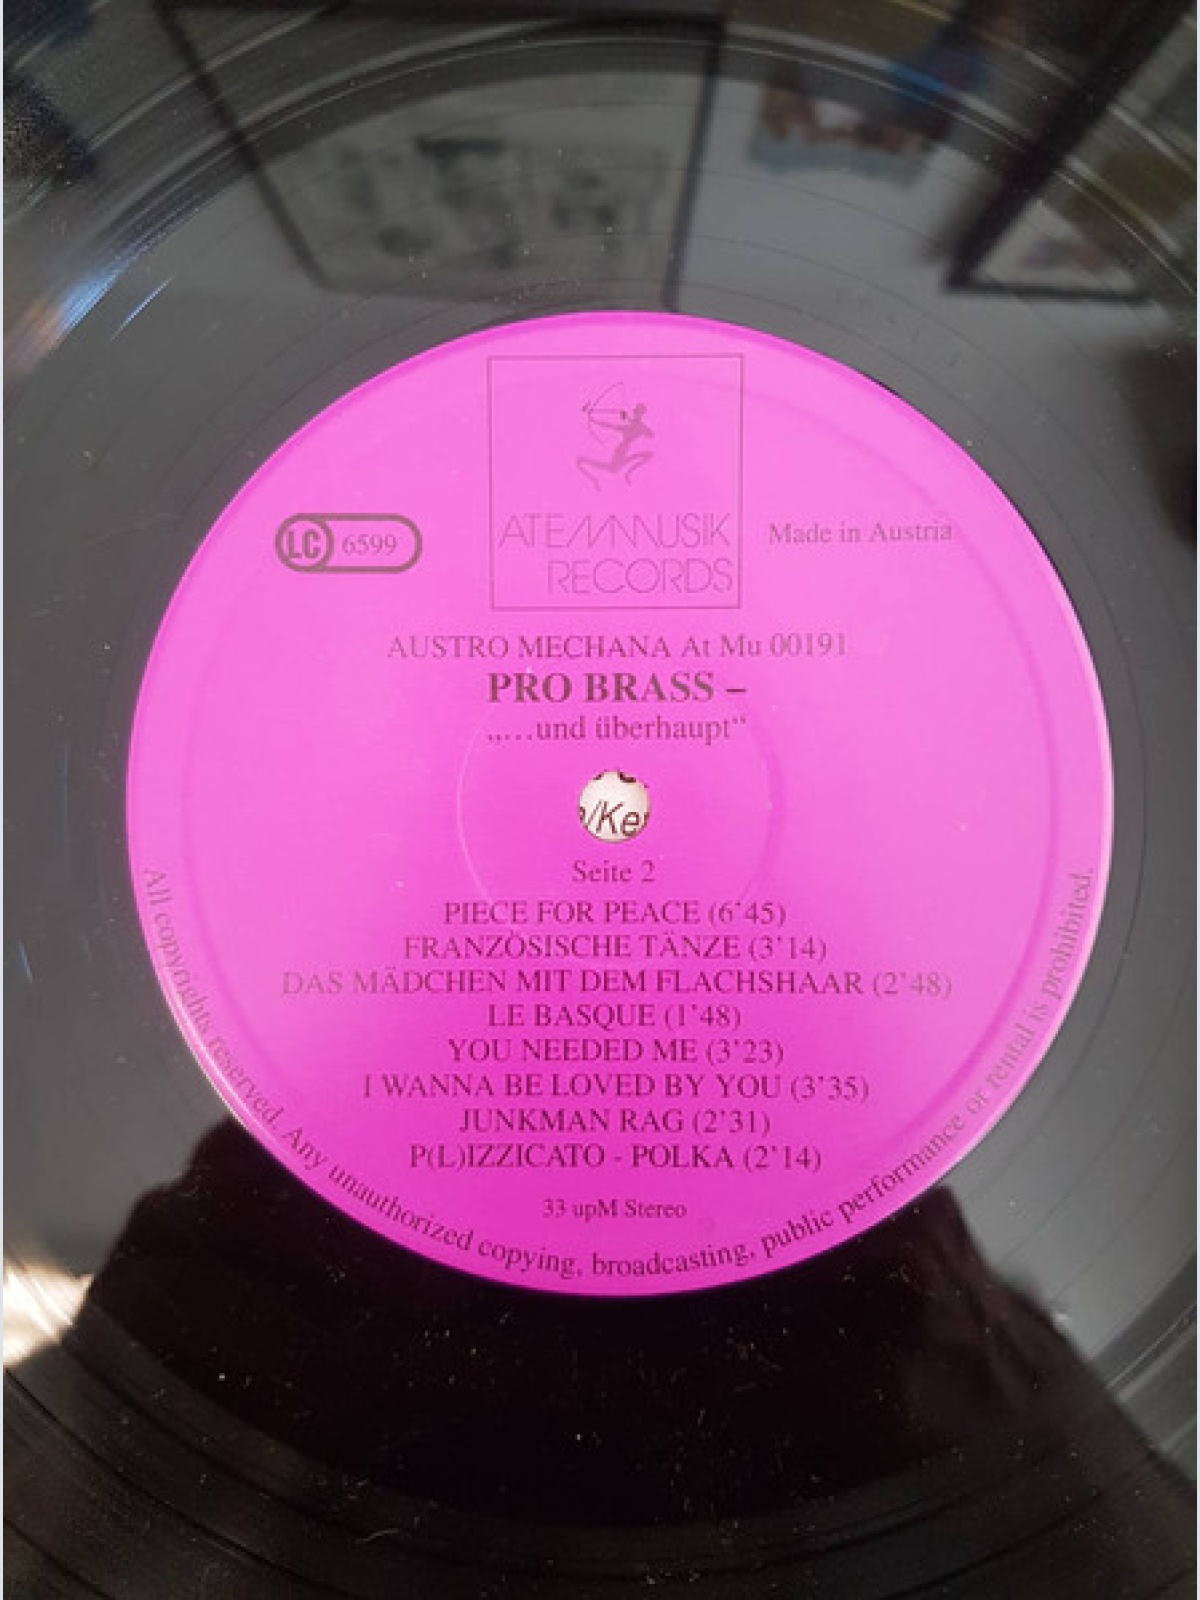 ATEMMUSIK
RECORDS
LC 6599
Made in Austria
AUSTRO MECHANA At Mu 00191
PRO BRASS –
„…und überhaupt“
/Ke
Seite 2
PIECE FOR PEACE (6'45)
FRANZÖSISCHE TÄNZE (3'14)
DAS MÄDCHEN MIT DEM FLACHSHAAR (2'48)
LE BASQUE (1'48)
YOU NEEDED ME (3'23)
I WANNA BE LOVED BY YOU (3'35)
JUNKMAN RAG (2'31)
P(L)IZZICATO - POLKA (2'14)
33 upM Stereo
All copyrights reserved. Any unauthorized copying, broadcasting, public performance or rental is prohibited.